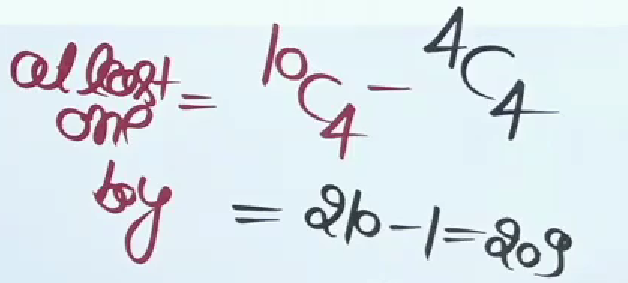 at least one boy = ¹⁰C₄ - ⁴C₄
= 210 - 1 = 209